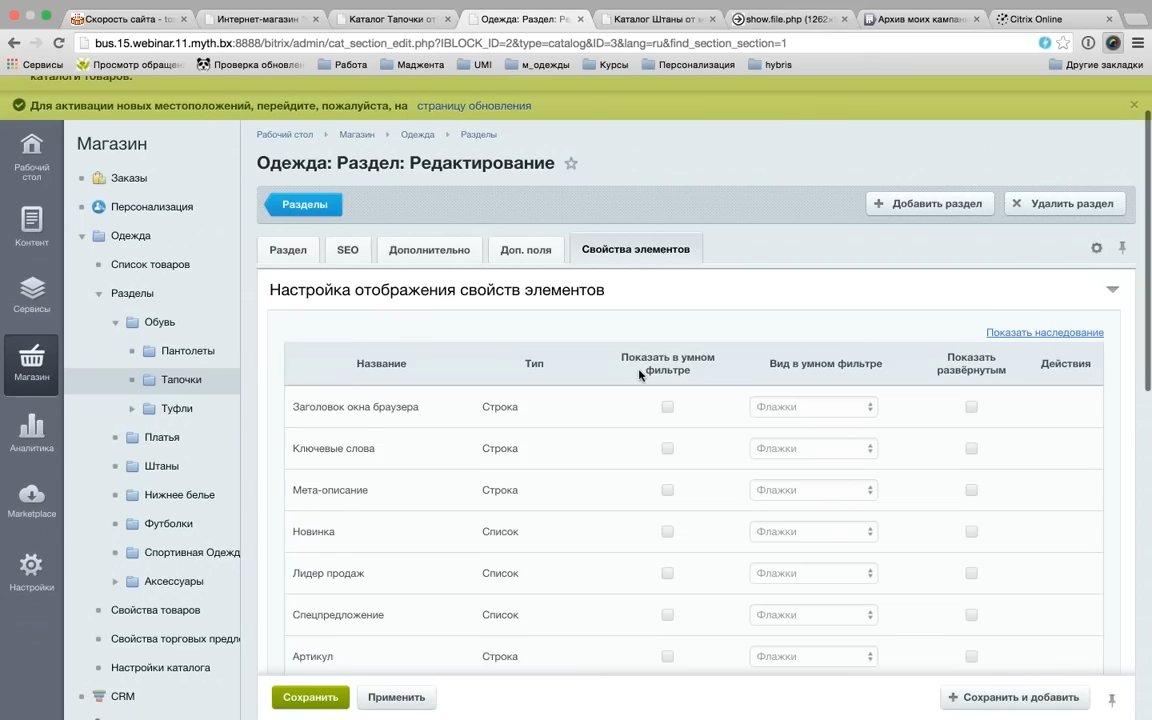 Скорость сайта - то
Интернет-магазин
Каталог Тапочки от
Одежда: Раздел: Ре
Каталог Штаны от м
show.file.php (1262×
Архив моих кампан
Citrix Online
bus.15.webinar.11.myth.bx:8888/bitrix/admin/cat_section_edit.php?IBLOCK_ID=2&type=catalog&ID=3&lang=ru&find_section_section=1
Сервисы
Просмотр обращен
Проверка обновлен
Работа
Маджента
UMI
м_одежды
Курсы
Персонализация
hybris
Другие закладки
каталоги товаров.
Для активации новых местоположений, перейдите, пожалуйста, на страницу обновления
Рабочий стол
Контент
Сервисы
Магазин
Аналитика
Marketplace
Настройки
Магазин
Заказы
Персонализация
Одежда
Список товаров
Разделы
Обувь
Пантолеты
Тапочки
Туфли
Платья
Штаны
Нижнее белье
Футболки
Спортивная Одежд
Аксессуары
Свойства товаров
Свойства торговых предло
Настройки каталога
CRM
Рабочий стол
Магазин
Одежда
Разделы
Одежда: Раздел: Редактирование
Разделы
Добавить раздел
Удалить раздел
Раздел
SEO
Дополнительно
Доп. поля
Свойства элементов
Настройка отображения свойств элементов
Показать наследование
Название
Тип
Показать в умном фильтре
Вид в умном фильтре
Показать развёрнутым
Действия
Заголовок окна браузера
Строка
Флажки
Ключевые слова
Строка
Флажки
Мета-описание
Строка
Флажки
Новинка
Список
Флажки
Лидер продаж
Список
Флажки
Спецпредложение
Список
Флажки
Артикул
Строка
Флажки
Сохранить
Применить
Сохранить и добавить